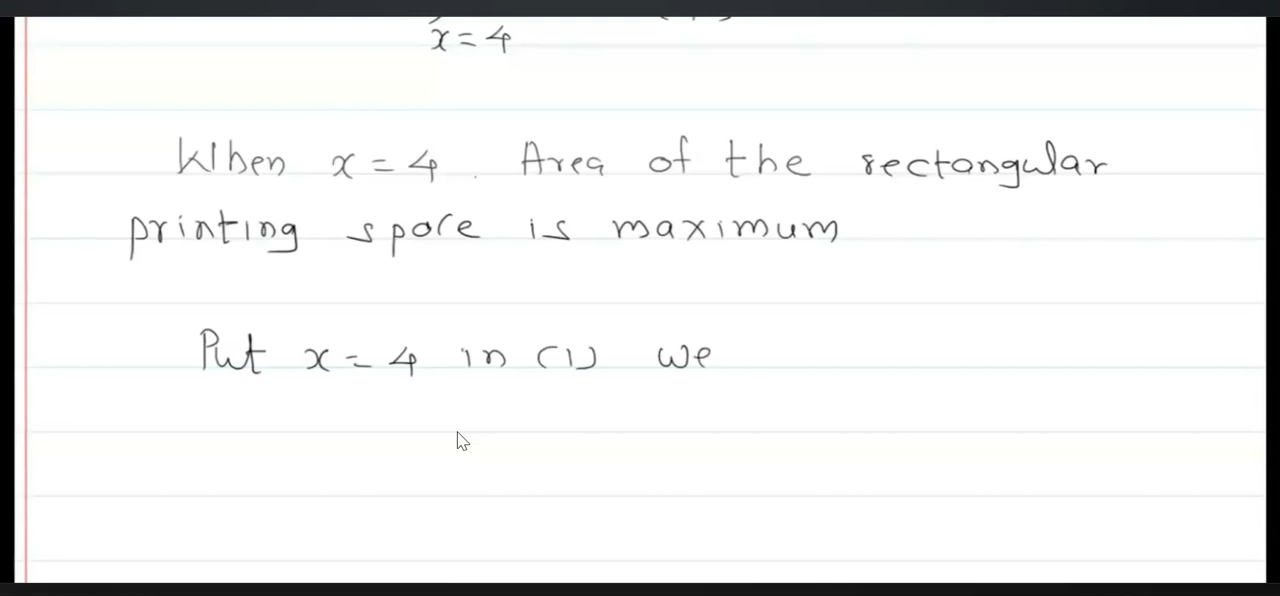 x = 4
When x = 4. Area of the rectangular
printing space is maximum
Put x = 4 in (1) we